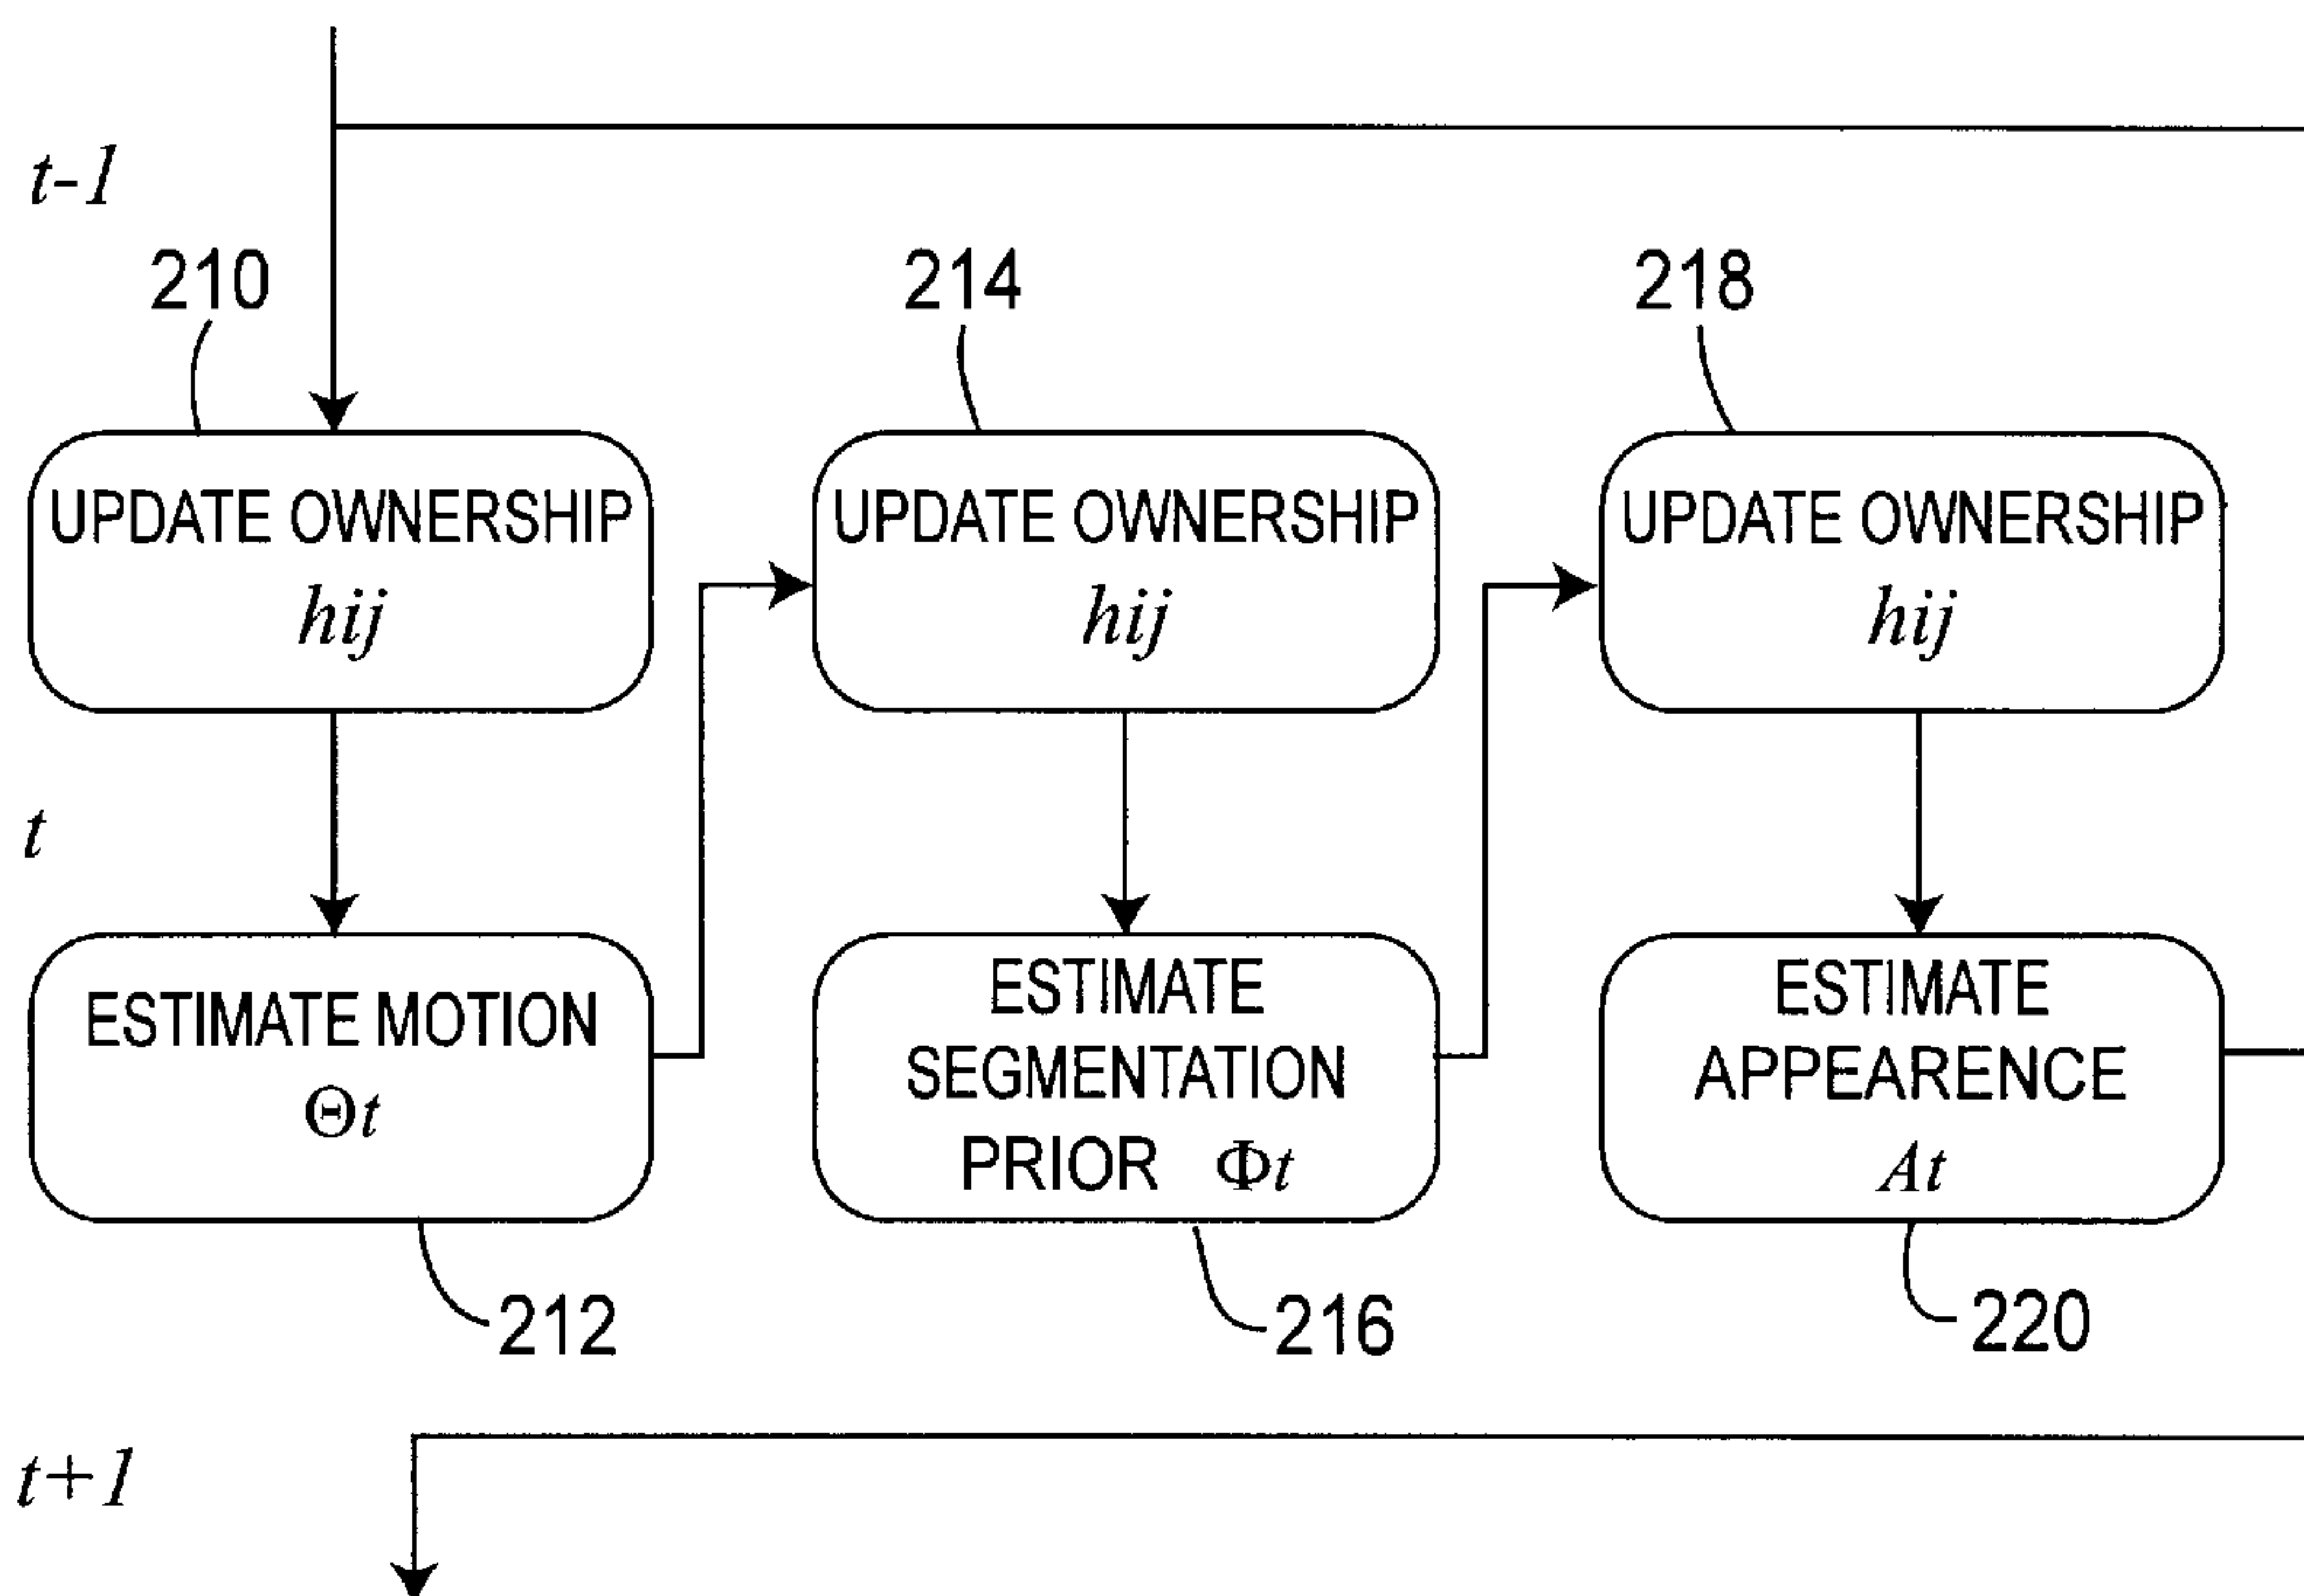 t-1
210
214
218
UPDATE OWNERSHIP
hij
UPDATE OWNERSHIP
hij
UPDATE OWNERSHIP
hij
t
ESTIMATE MOTION
Θt
ESTIMATE
SEGMENTATION
PRIOR Φt
ESTIMATE
APPEARENCE
At
212
216
220
t+1